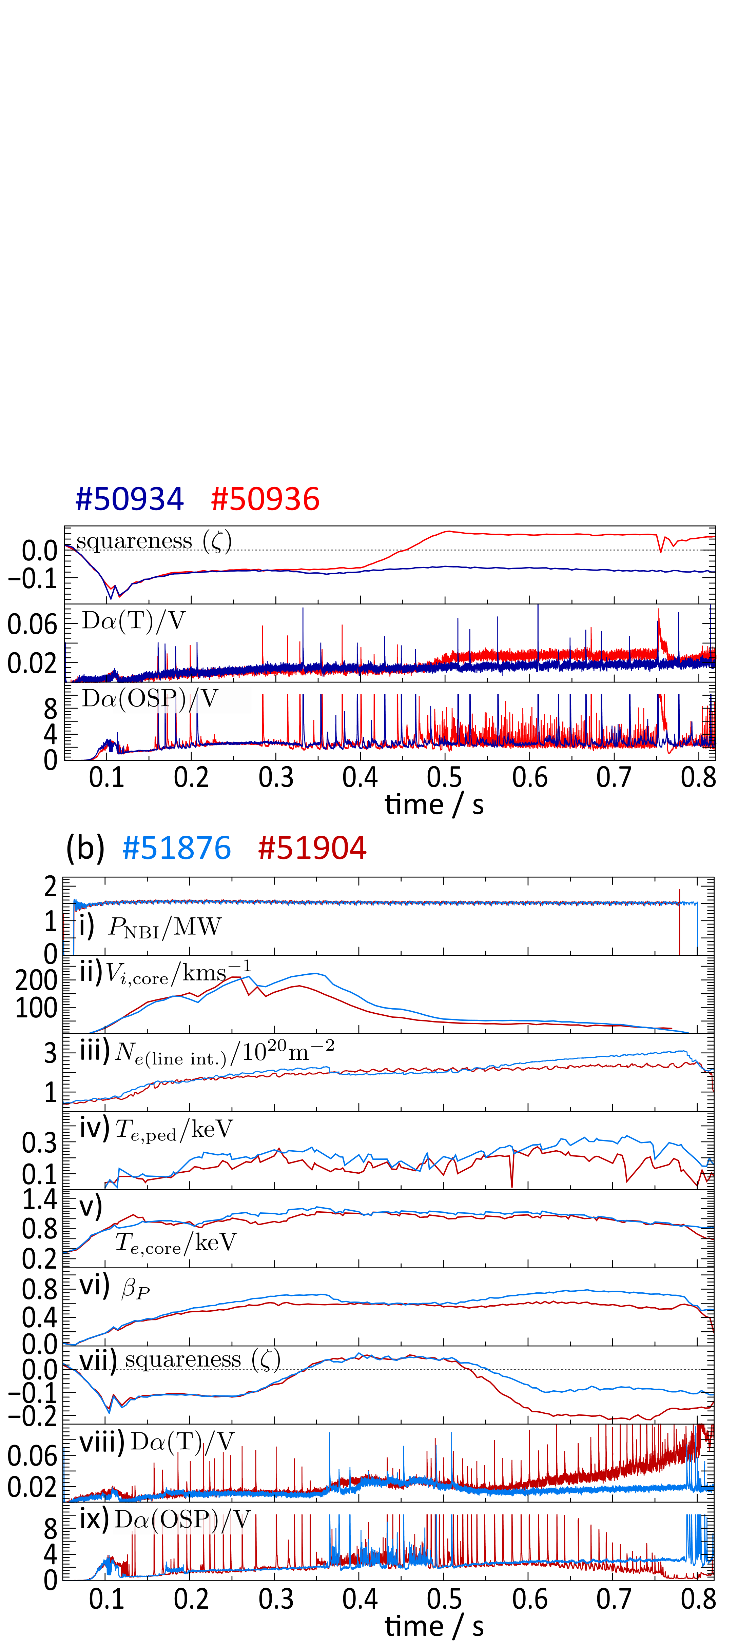 #50934 #50936
squareness (ζ)
0.0
−0.1
Dα(T)/V
0.06
0.02
Dα(OSP)/V
8
4
0
0.1 0.2 0.3 0.4 0.5 0.6 0.7 0.8
time / s
(b) #51876 #51904
2
1
0
i) P_NBI/MW
ii) V_i,core/kms⁻¹
200
100
iii) N_e(line int.)/10²⁰m⁻²
3
1
iv) T_e,ped/keV
0.3
0.1
v)
1.4
0.8
0.2
T_e,core/keV
vi) β_P
0.8
0.4
0.0
vii) squareness (ζ)
0.0
−0.1
−0.2
viii) Dα(T)/V
0.06
0.02
ix) Dα(OSP)/V
8
4
0
0.1 0.2 0.3 0.4 0.5 0.6 0.7 0.8
time / s